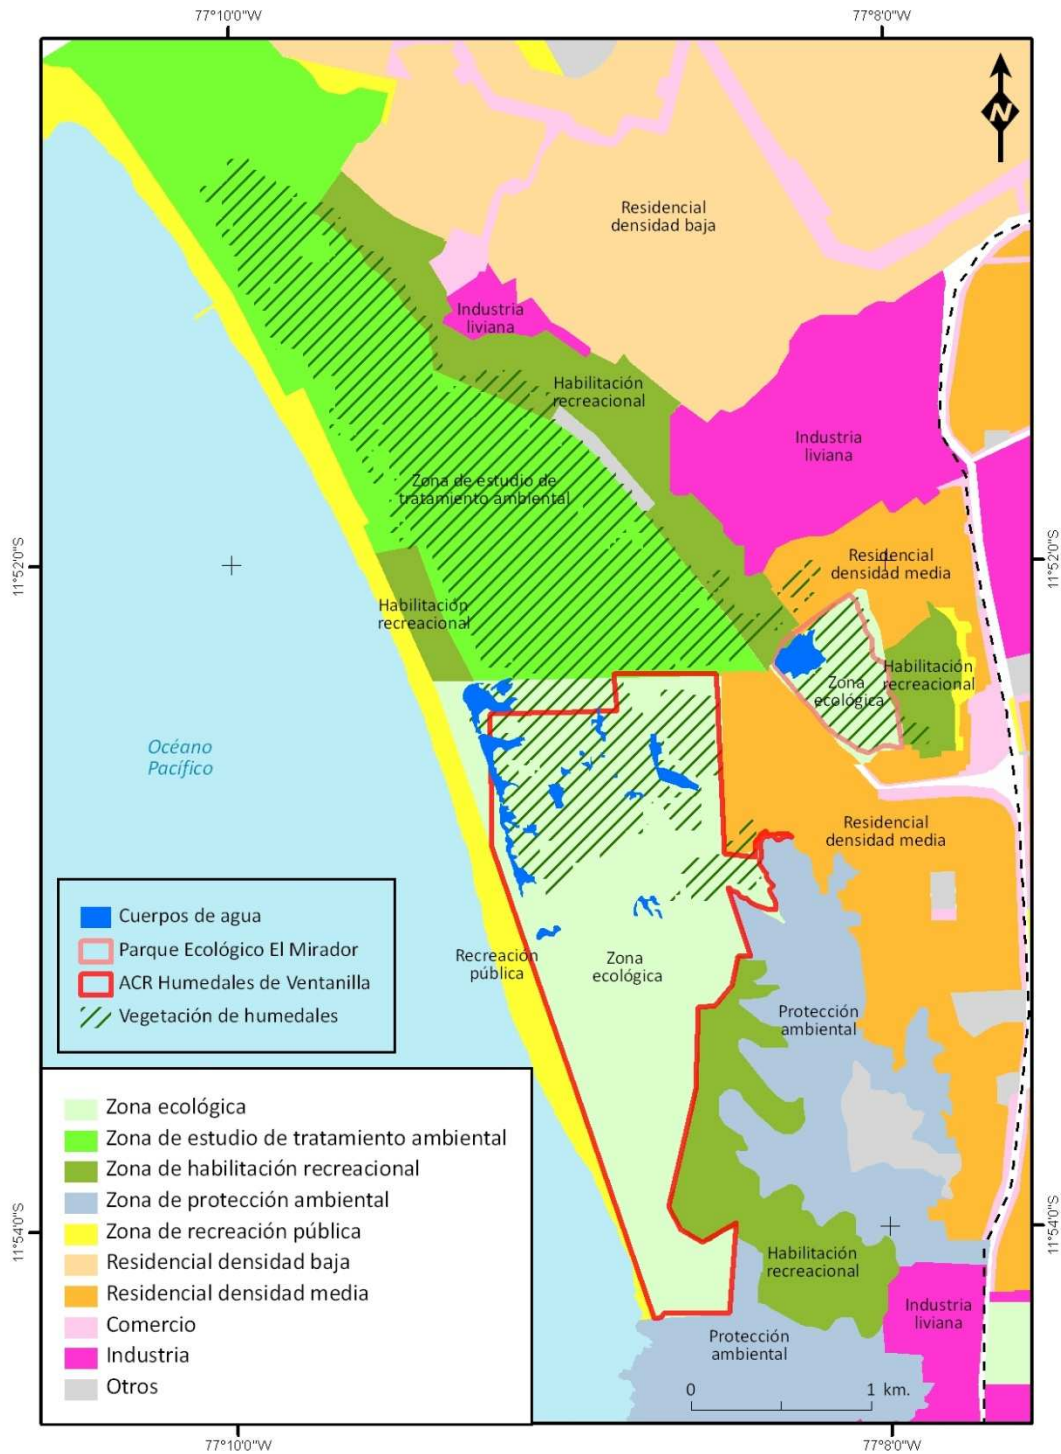 77°10'0"W
77°8'0"W
N
Residencial
densidad baja
Industria
liviana
Habilitación
recreacional
Industria
liviana
Zona de estudio de
tratamiento ambiental
11°52'0"S
11°52'0"S
Residencial
densidad media
Habilitación
recreacional
Habilitación
recreacional
Zona
ecológica
Océano
Pacífico
Residencial
densidad media
Cuerpos de agua
Parque Ecológico El Mirador
ACR Humedales de Ventanilla
Vegetación de humedales
Recreación
pública
Zona
ecológica
Protección
ambiental
Zona ecológica
Zona de estudio de tratamiento ambiental
Zona de habilitación recreacional
Zona de protección ambiental
Zona de recreación pública
Residencial densidad baja
Residencial densidad media
Comercio
Industria
Otros
11°54'0"S
11°54'0"S
Habilitación
recreacional
Industria
liviana
Protección
ambiental
0 1 km.
77°10'0"W
77°8'0"W